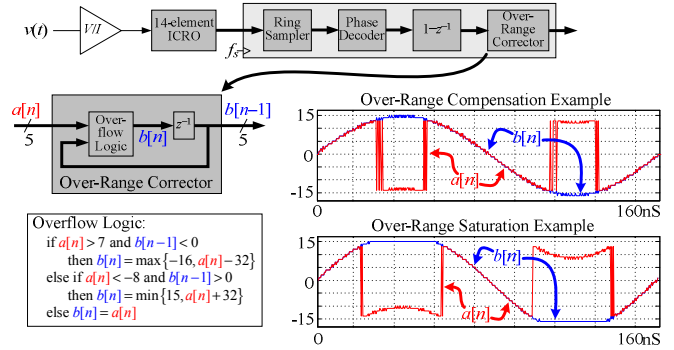 v(t)
V/I
14-element
ICRO
Ring
Sampler
Phase
Decoder
1–z⁻¹
Over-
Range
Corrector
fₛ
a[n]
5
Over-
flow
Logic
b[n]
z⁻¹
b[n−1]
5
Over-Range Corrector
Overflow Logic:
if a[n] > 7 and b[n−1] < 0
then b[n] = max{−16, a[n]−32}
else if a[n] < −8 and b[n−1] > 0
then b[n] = min{15, a[n]+32}
else b[n] = a[n]
Over-Range Compensation Example
15
0
-15
b[n]
a[n]
0
160nS
Over-Range Saturation Example
15
0
-15
b[n]
a[n]
0
160nS